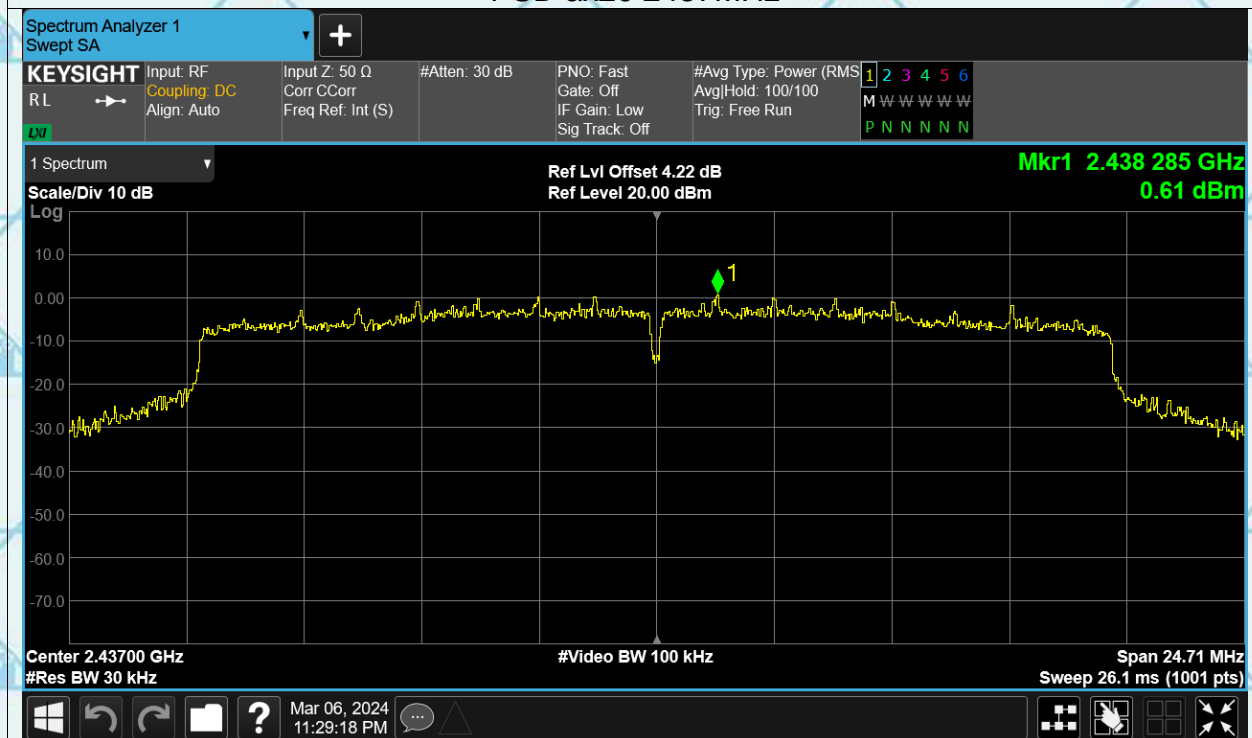 Spectrum Analyzer 1
Swept SA
+
KEYSIGHT
R L
LXI
Input: RF
Coupling: DC
Align: Auto
Input Z: 50 Ω
Corr CCorr
Freq Ref: Int (S)
#Atten: 30 dB
PNO: Fast
Gate: Off
IF Gain: Low
Sig Track: Off
#Avg Type: Power (RMS
Avg|Hold: 100/100
Trig: Free Run
1 2 3 4 5 6
M W W W W W
P N N N N N
1 Spectrum
Scale/Div 10 dB
Log
Ref Lvl Offset 4.22 dB
Ref Level 20.00 dBm
Mkr1 2.438 285 GHz
0.61 dBm
1
10.0
0.00
-10.0
-20.0
-30.0
-40.0
-50.0
-60.0
-70.0
Center 2.43700 GHz
#Video BW 100 kHz
Span 24.71 MHz
#Res BW 30 kHz
Sweep 26.1 ms (1001 pts)
?
Mar 06, 2024
11:29:18 PM